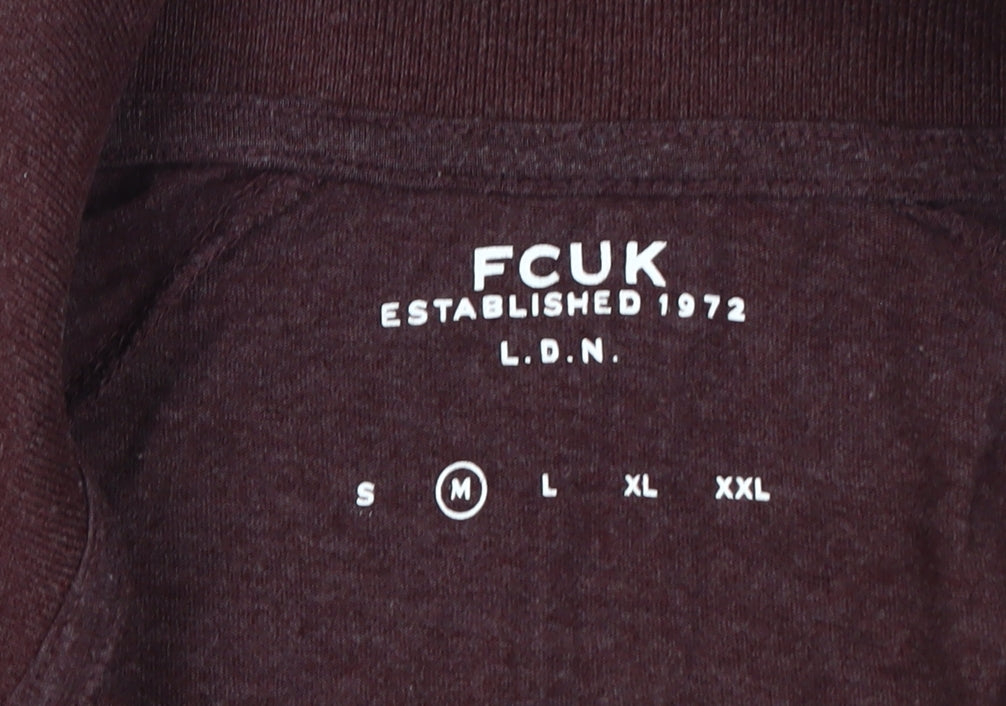 FCUK
ESTABLISHED 1972
L.D.N.
S M L XL XXL